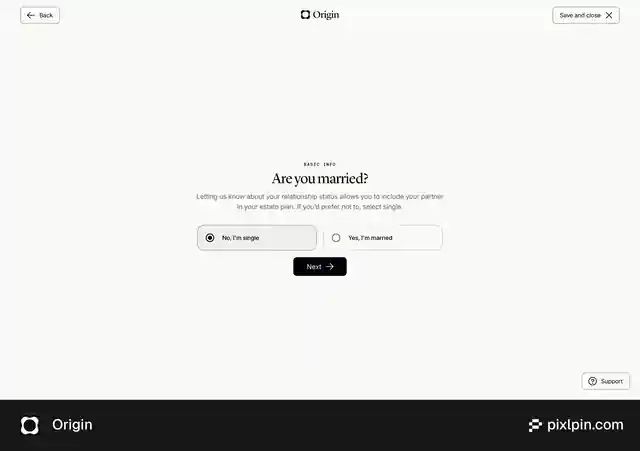 Back
Origin
Save and close
BASIC INFO
Are you married?
Letting us know about your relationship status allows you to include your partner
in your estate plan. If you'd prefer not to, select single.
No, I'm single
Yes, I'm married
Next
Support
Origin
pixlpin.com